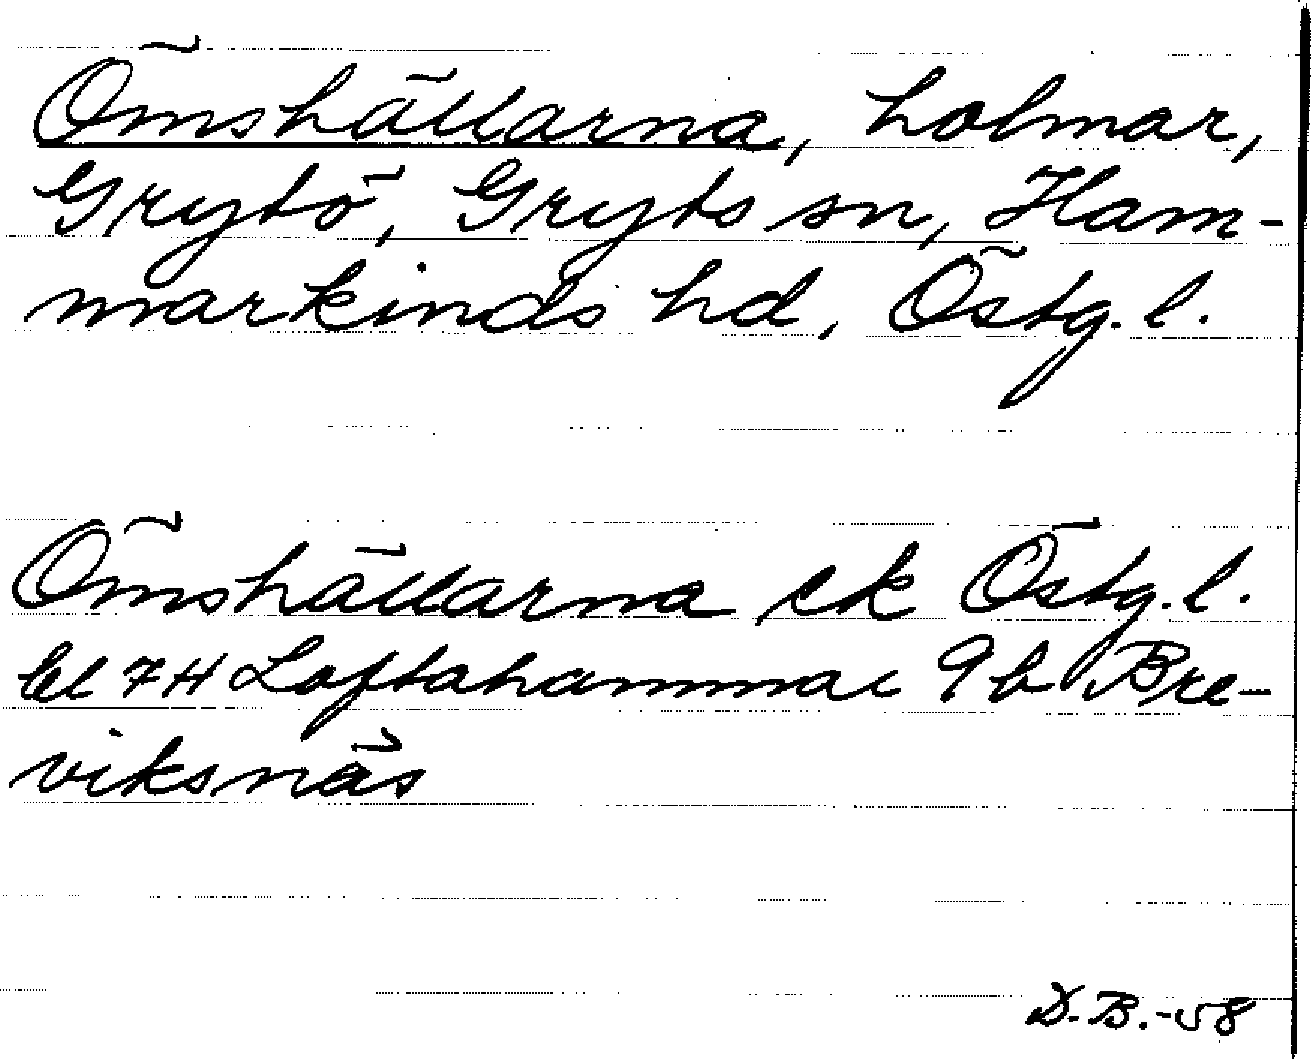 Ömshällarna, holmar,
Grytö, Gryts sn, Ham-
markinds hd, Östg. l.
Ömshällarna ek Östg. l.
bl 7H Loftahammar 9b Bre-
viksnäs
D.B.-58